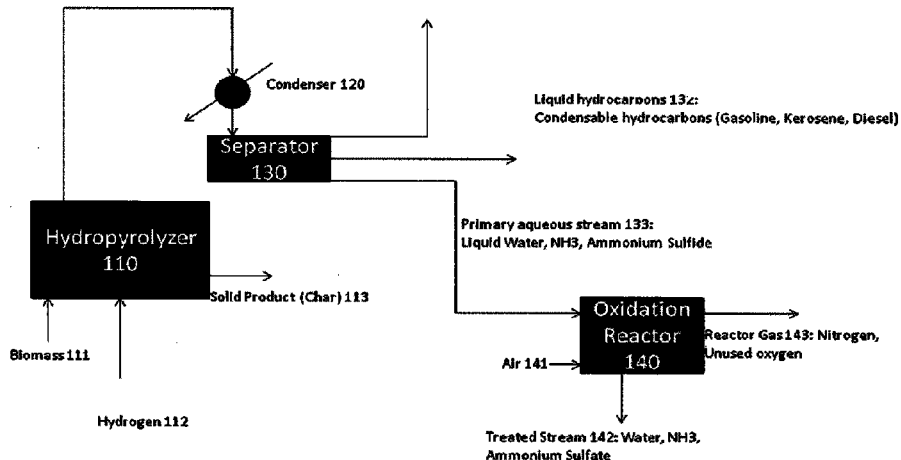 Condenser 120
Liquid hydrocarbons 132:
Condensable hydrocarbons (Gasoline, Kerosene, Diesel)
Separator
130
Primary aqueous stream 133:
Liquid Water, NH3, Ammonium Sulfide
Hydropyrolyzer
110
Solid Product (Char) 113
Biomass 111
Hydrogen 112
Oxidation
Reactor
140
Reactor Gas 143: Nitrogen,
Unused oxygen
Air 141
Treated Stream 142: Water, NH3,
Ammonium Sulfate